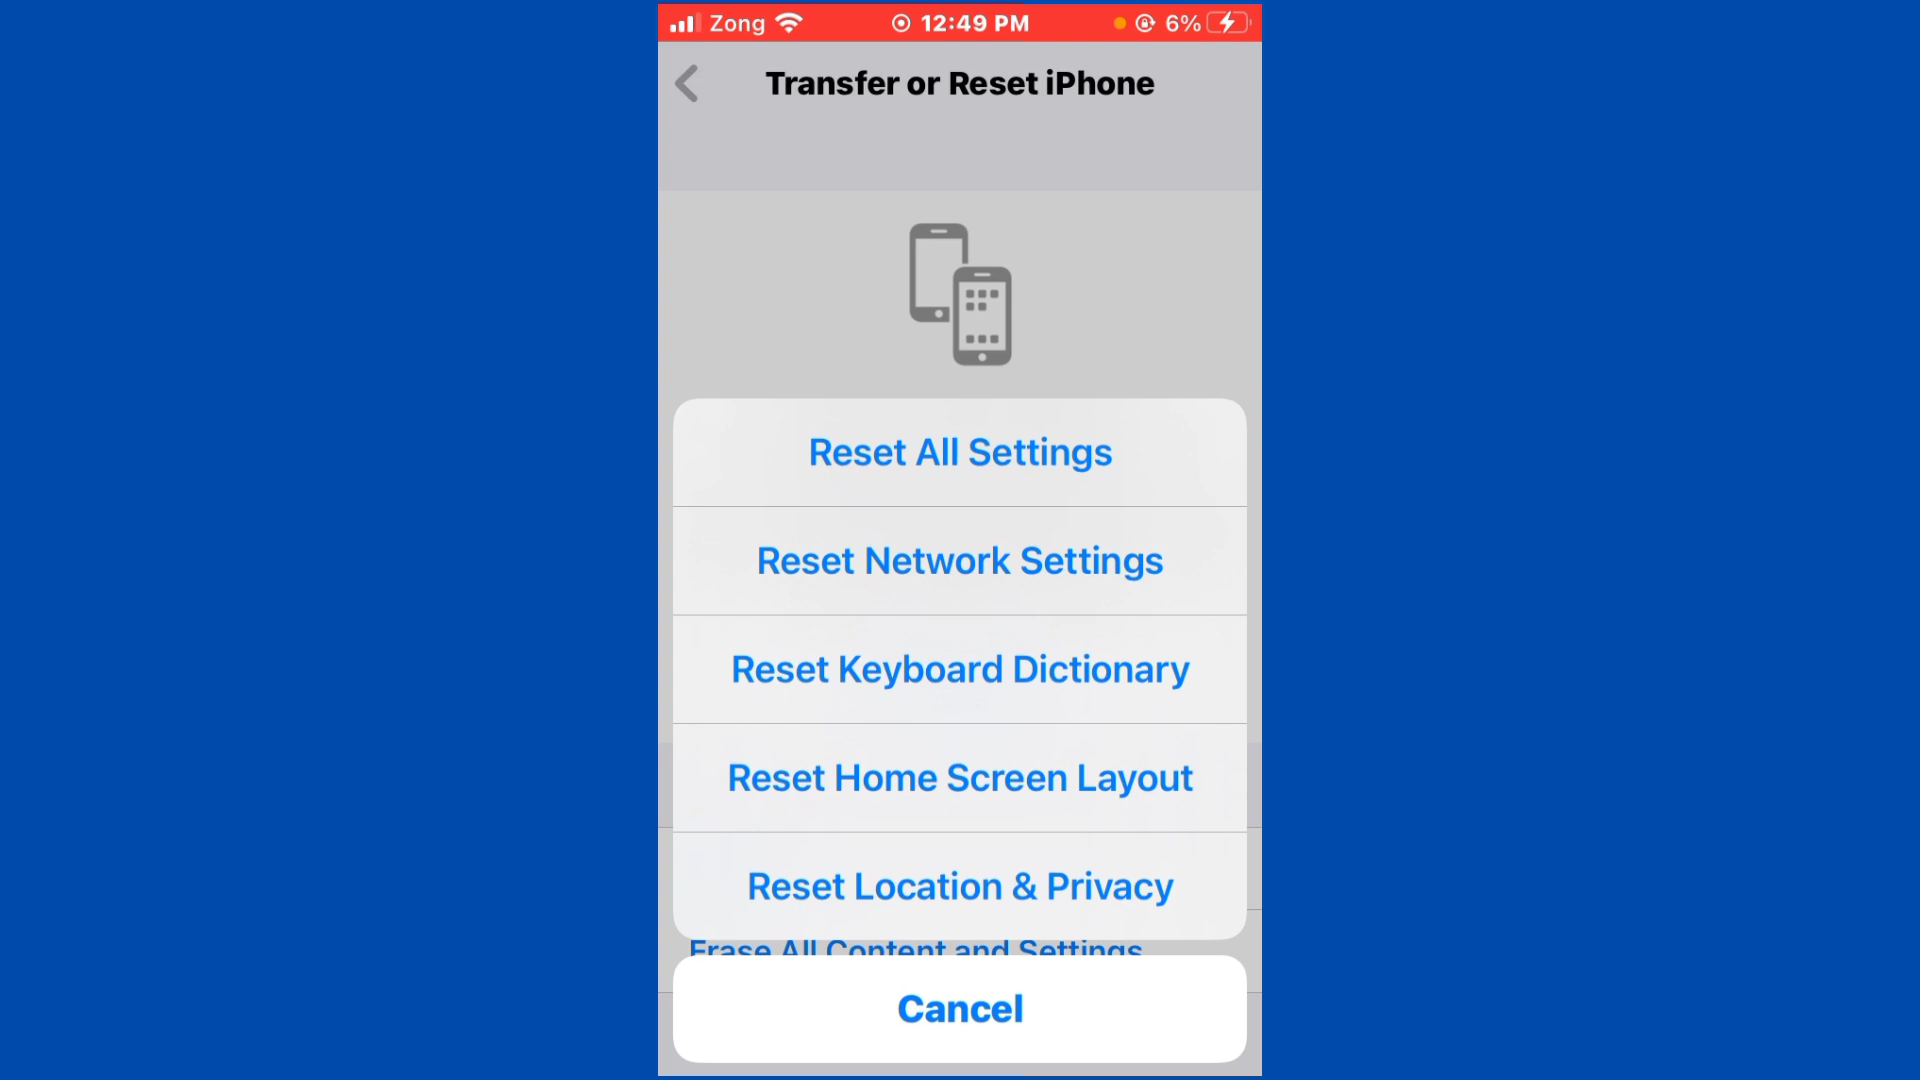 Zong 12:49 PM 6%
Transfer or Reset iPhone
Reset All Settings
Reset Network Settings
Reset Keyboard Dictionary
Reset Home Screen Layout
Reset Location & Privacy
Erase All Content and Settings
Cancel